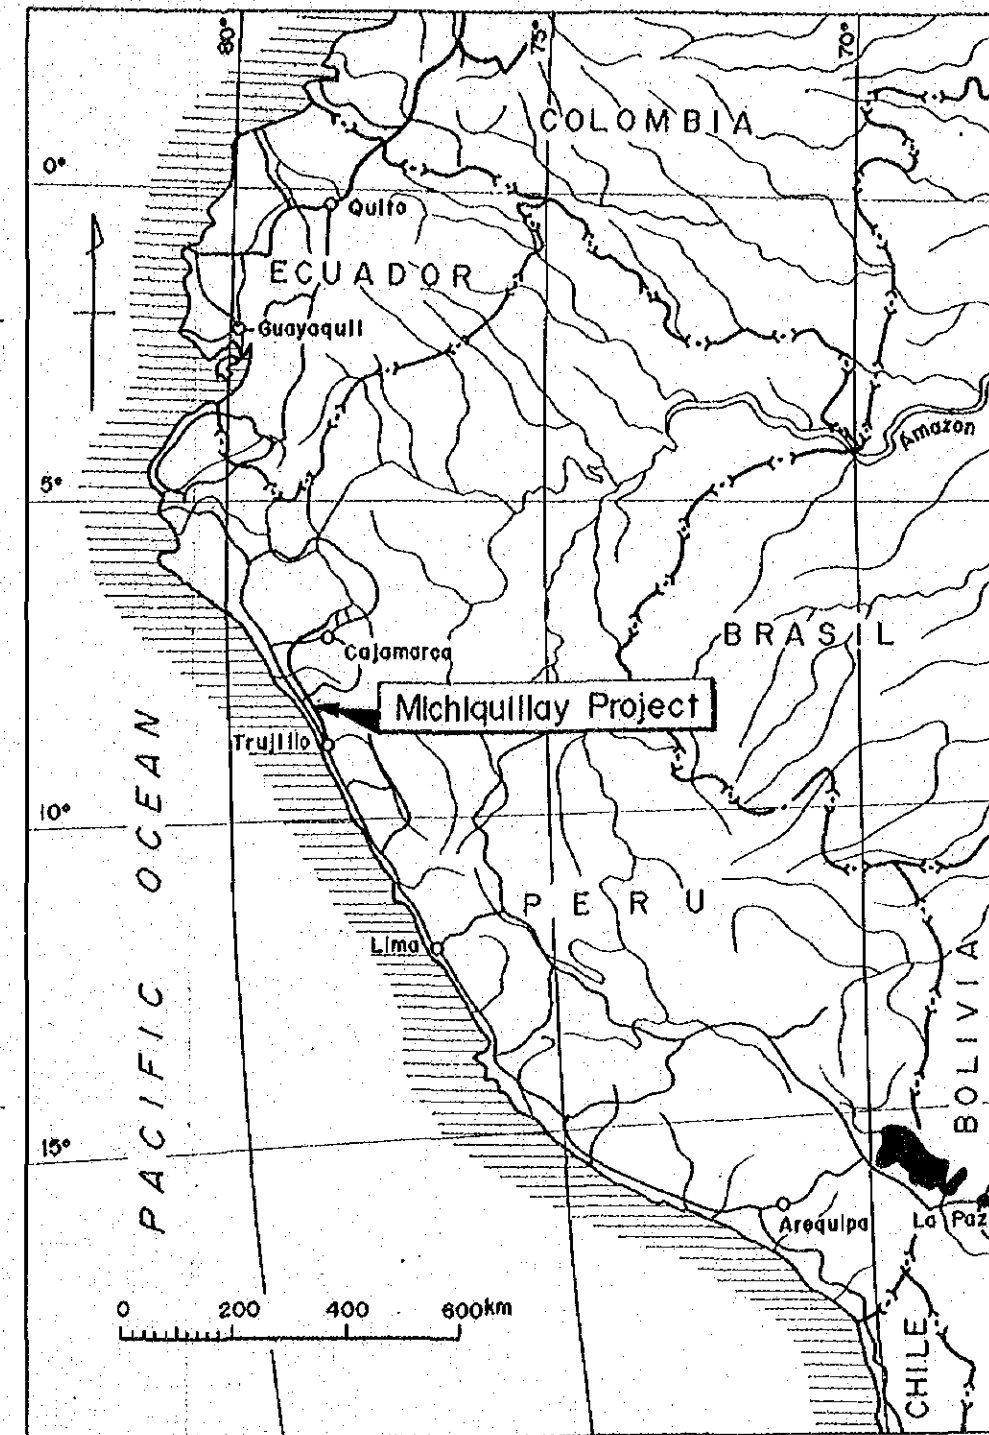 80°
75°
70°
COLOMBIA
0°
Quito
ECUADOR
Guayaquil
Amazon
5°
BRASIL
Cajamarca
Michiquillay Project
Trujillo
PACIFIC OCEAN
10°
PERU
Lima
BOLIVIA
15°
Arequipa
La Paz
0 200 400 600km
CHILE